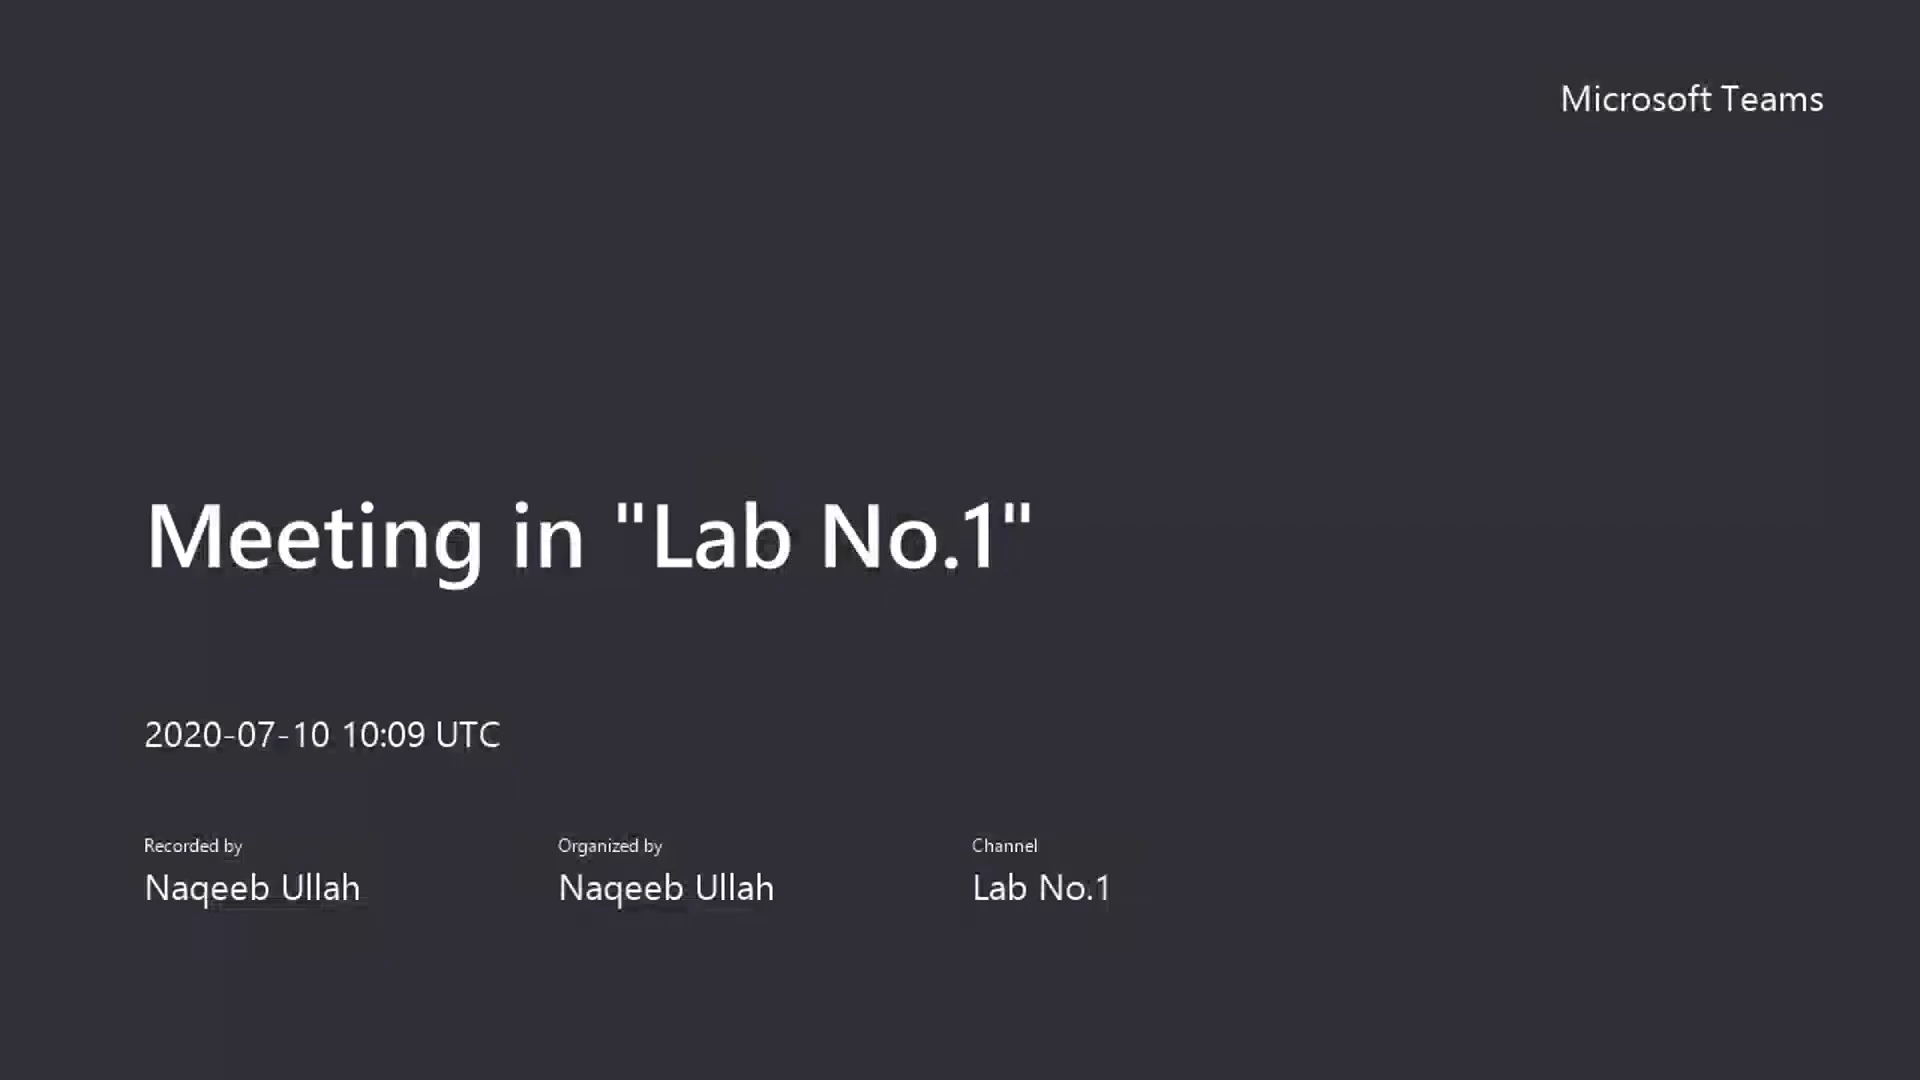 Microsoft Teams
Meeting in "Lab No.1"
2020-07-10 10:09 UTC
Recorded by
Naqeeb Ullah
Organized by
Naqeeb Ullah
Channel
Lab No.1